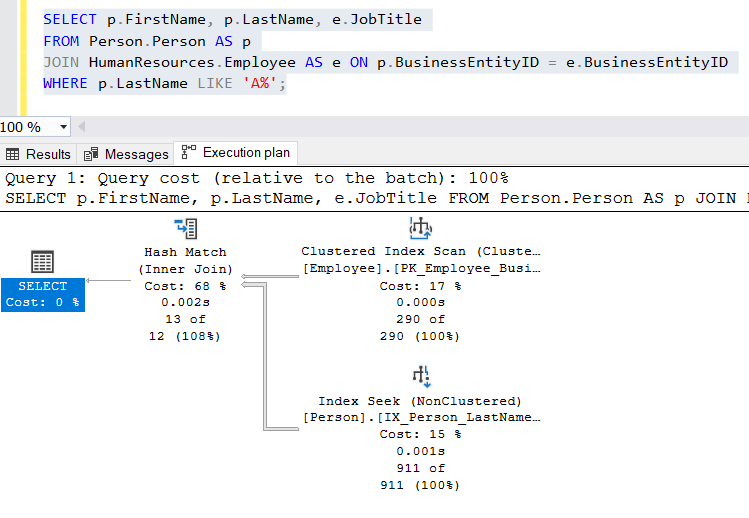 SELECT p.FirstName, p.LastName, e.JobTitle
FROM Person.Person AS p
JOIN HumanResources.Employee AS e ON p.BusinessEntityID = e.BusinessEntityID
WHERE p.LastName LIKE 'A%';
100 %
Results Messages Execution plan
Query 1: Query cost (relative to the batch): 100%
SELECT p.FirstName, p.LastName, e.JobTitle FROM Person.Person AS p JOIN
SELECT
Cost: 0 %
Hash Match
(Inner Join)
Cost: 68 %
0.002s
13 of
12 (108%)
Clustered Index Scan (Cluste…
[Employee].[PK_Employee_Busi…
Cost: 17 %
0.000s
290 of
290 (100%)
Index Seek (NonClustered)
[Person].[IX_Person_LastName…
Cost: 15 %
0.001s
911 of
911 (100%)